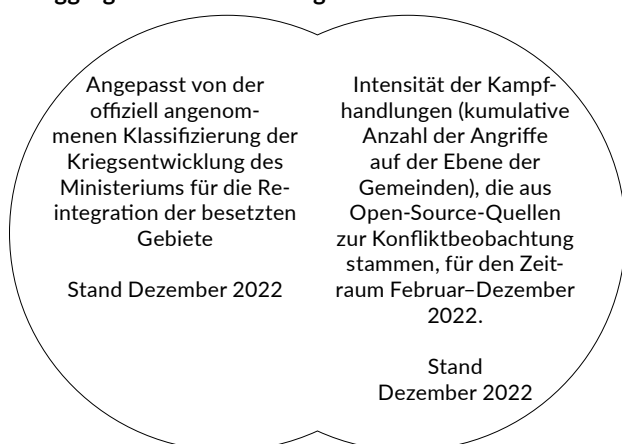 Angepasst von der
offiziell angenom-
menen Klassifizierung der
Kriegsentwicklung des
Ministeriums für die Re-
integration der besetzten
Gebiete
Stand Dezember 2022
Intensität der Kampf-
handlungen (kumulative
Anzahl der Angriffe
auf der Ebene der
Gemeinden), die aus
Open-Source-Quellen
zur Konfliktbeobachtung
stammen, für den Zeit-
raum Februar–Dezember
2022.
Stand
Dezember 2022